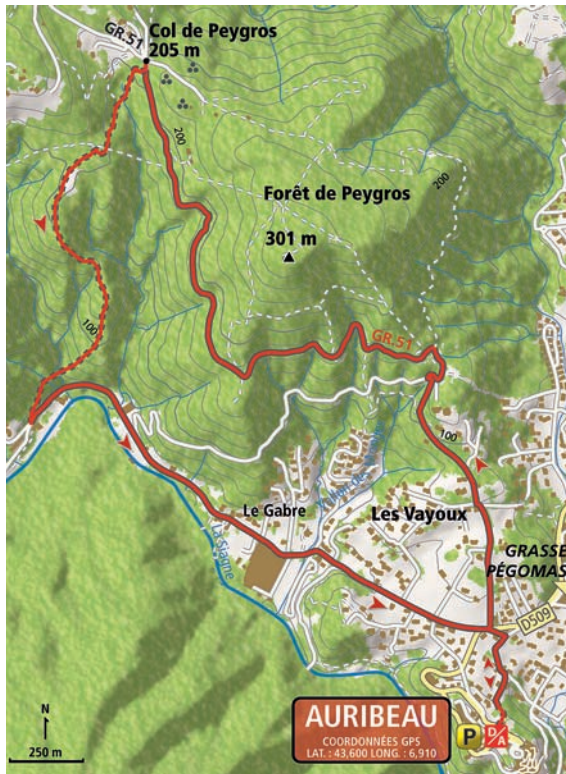 GR.51
Col de Peygros
205 m
200
Forêt de Peygros
200
301 m
100
GR.51
100
Le Gabre
Les Vayoux
La Siagne
GRASSE
PÉGOMAS
D509
N
250 m
AURIBEAU
COORDONNÉES GPS
LAT. : 43,600 LONG. : 6,910
P
D/A